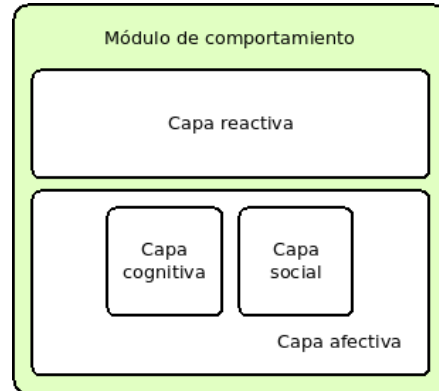 Módulo de comportamiento
Capa reactiva
Capa
cognitiva
Capa
social
Capa afectiva